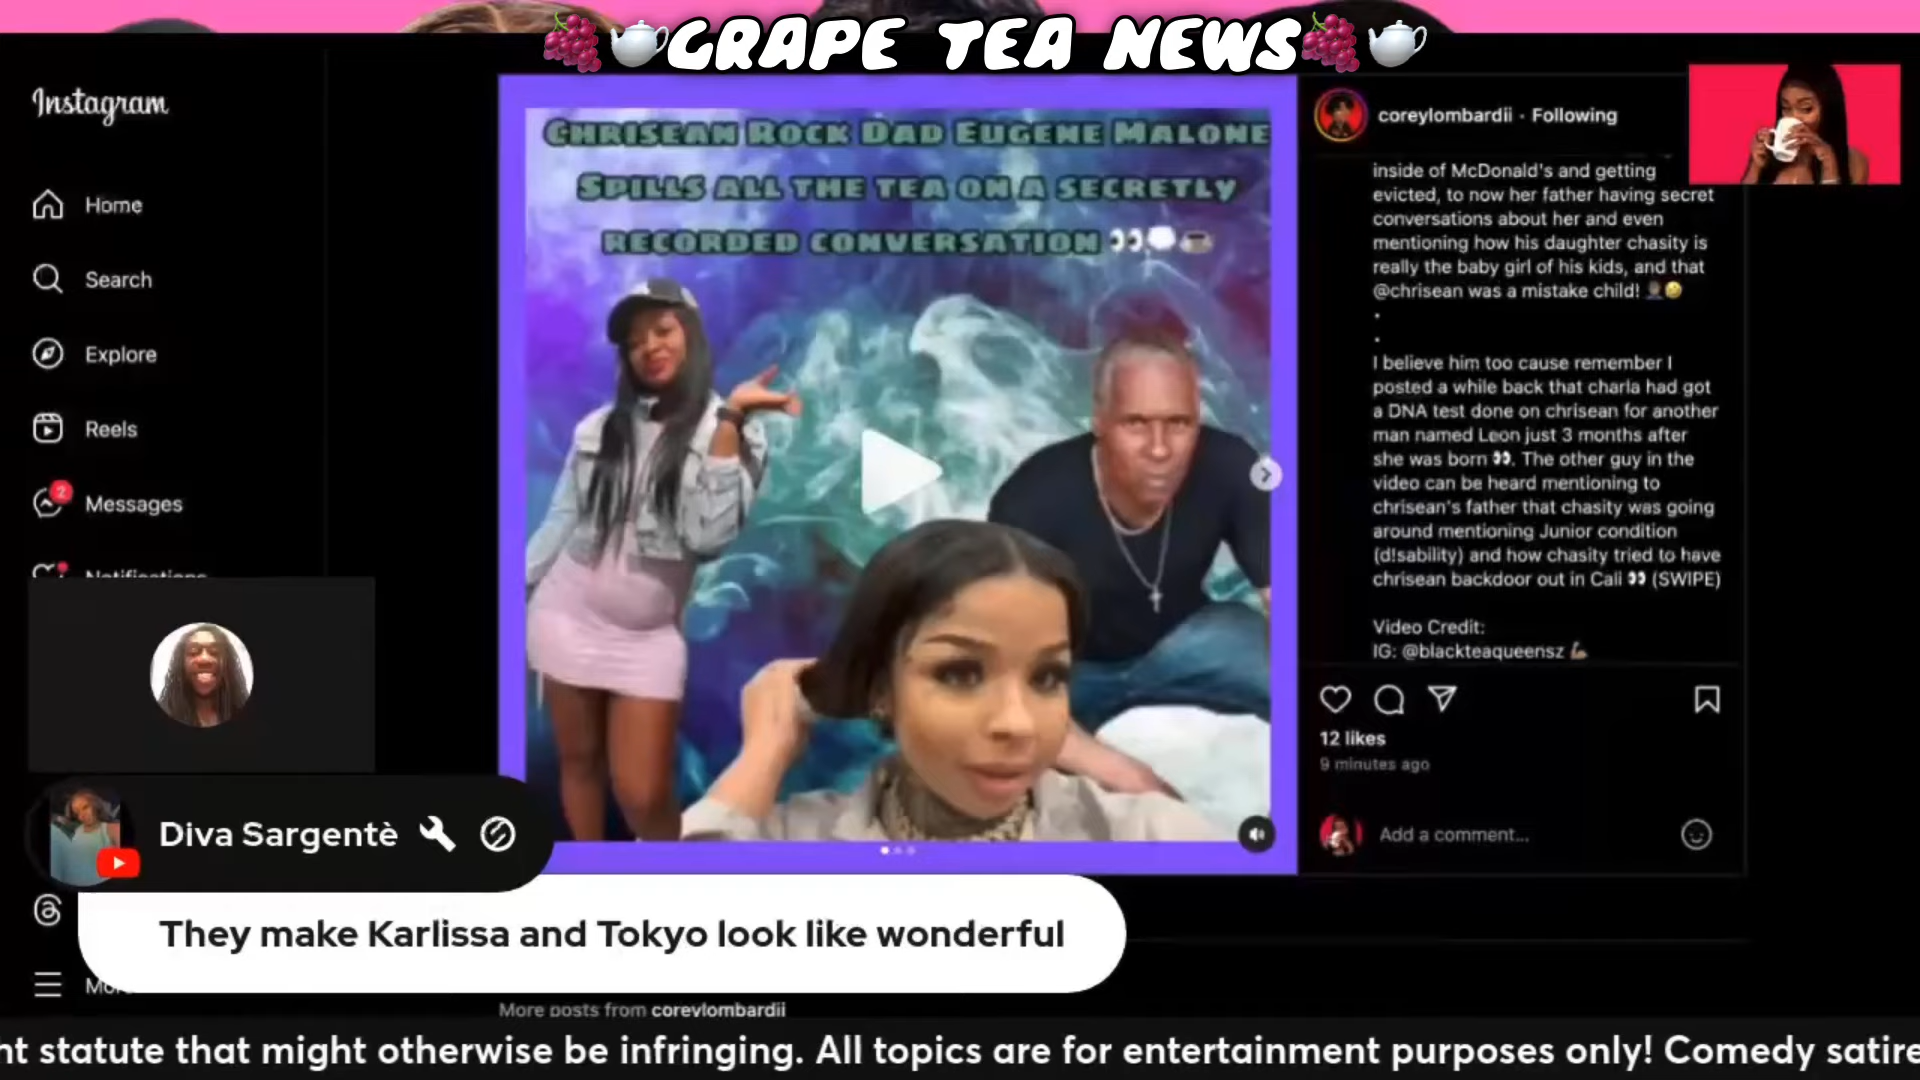 GRAPE TEA NEWS
Instagram
Home
Search
Explore
Reels
2
Messages
Notifications
CHRISEAN ROCK DAD EUGENE MALONE
SPILLS ALL THE TEA ON A SECRETLY
RECORDED CONVERSATION 👀💭☕
coreylombardii · Following
inside of McDonald's and getting
evicted, to now her father having secret
conversations about her and even
mentioning how his daughter chasity is
really the baby girl of his kids, and that
@chrisean was a mistake child!
.
.
I believe him too cause remember I
posted a while back that charla had got
a DNA test done on chrisean for another
man named Leon just 3 months after
she was born 👀. The other guy in the
video can be heard mentioning to
chrisean's father that chasity was going
around mentioning Junior condition
(d!sability) and how chasity tried to have
chrisean backdoor out in Cali 👀 (SWIPE)
Video Credit:
IG: @blackteaqueensz 💪🏽
12 likes
9 minutes ago
Add a comment...
Diva Sargentè
They make Karlissa and Tokyo look like wonderful
More
More posts from coreylombardii
ht statute that might otherwise be infringing. All topics are for entertainment purposes only! Comedy satire